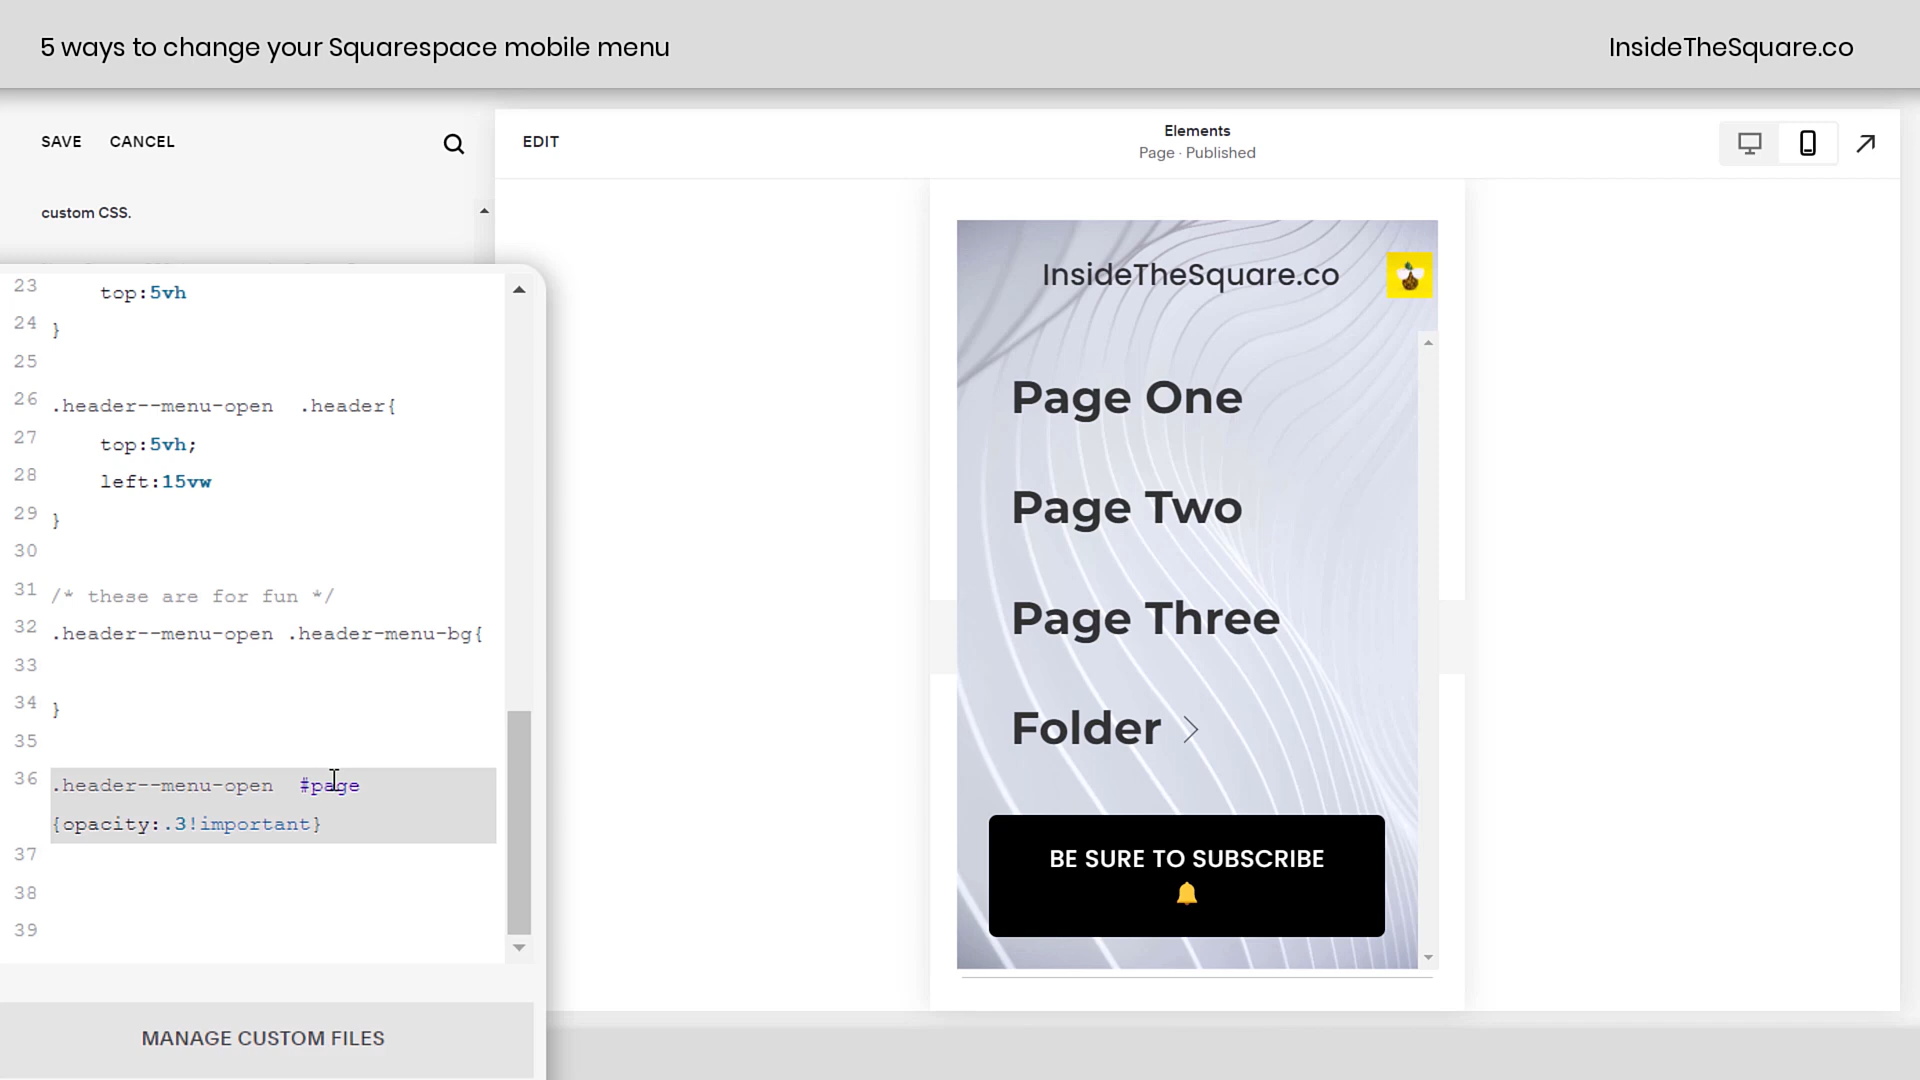 5 ways to change your Squarespace mobile menu
InsideTheSquare.co
SAVE CANCEL
EDIT
Elements
Page · Published
custom CSS.
23 top:5vh
24 }
25
26 .header--menu-open .header{
27 top:5vh;
28 left:15vw
29 }
30
31 /* these are for fun */
32 .header--menu-open .header-menu-bg{
33
34 }
35
36 .header--menu-open #page
{opacity:.3!important}
37
38
39
MANAGE CUSTOM FILES
InsideTheSquare.co
Page One
Page Two
Page Three
Folder
BE SURE TO SUBSCRIBE
🔔